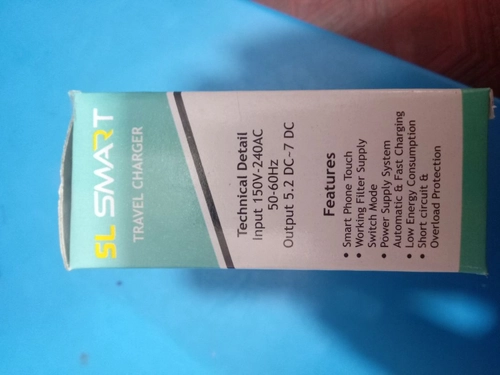 SL SMART
TRAVEL CHARGER
Technical Detail
Input 150V-240AC
50-60Hz
Output 5.2 DC-7 DC
Features
• Smart Phone Touch
• Working Filter Supply
Switch Mode
• Power Supply System
Automatic & Fast Charging
• Low Energy Consumption
• Short circuit &
Overload Protection